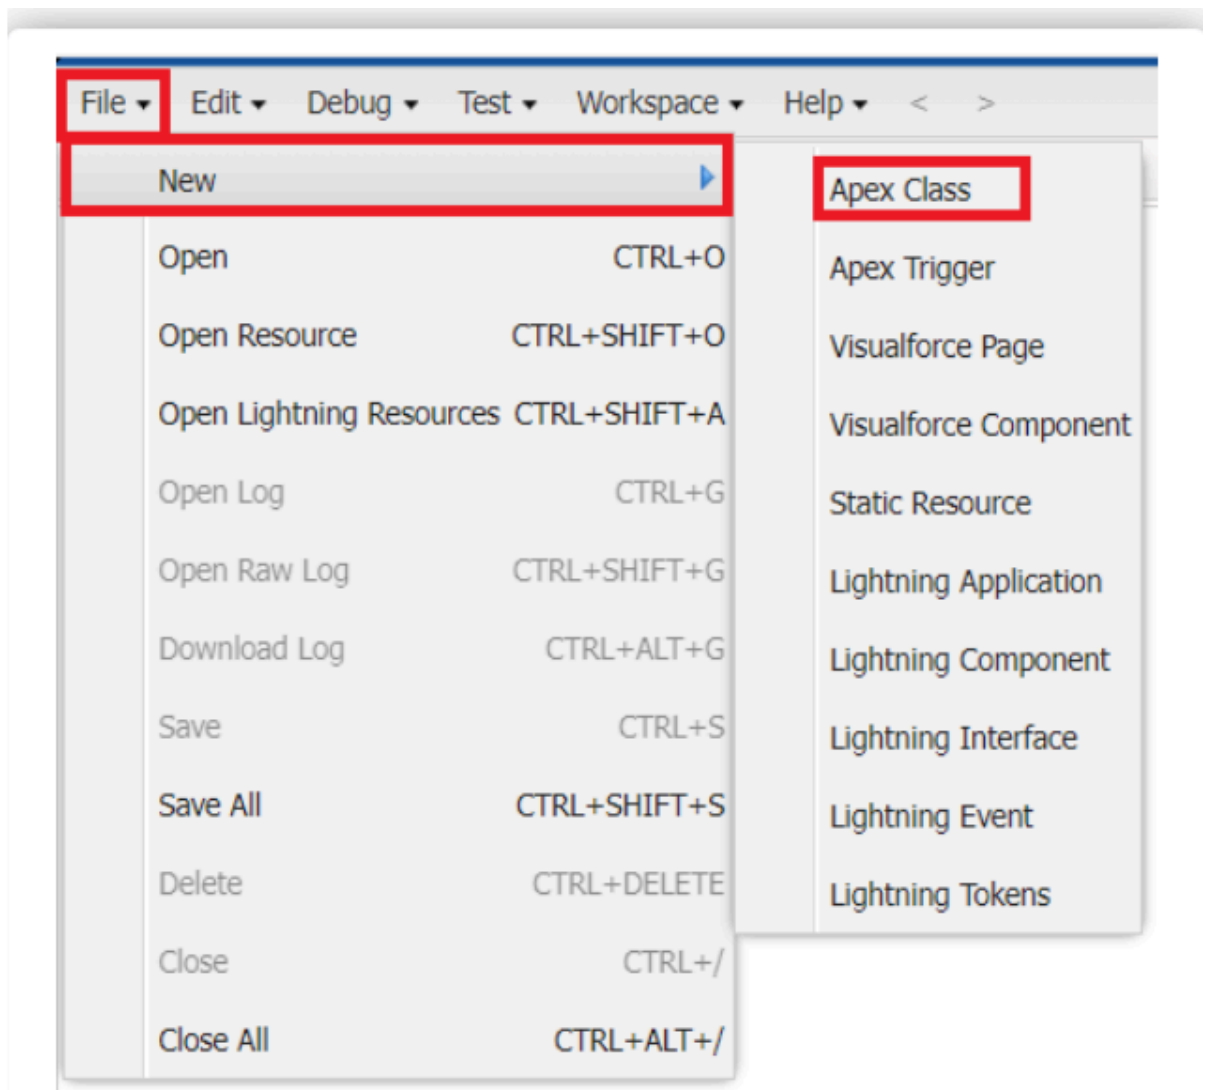 File Edit Debug Test Workspace Help < >
New
Open CTRL+O
Open Resource CTRL+SHIFT+O
Open Lightning Resources CTRL+SHIFT+A
Open Log CTRL+G
Open Raw Log CTRL+SHIFT+G
Download Log CTRL+ALT+G
Save CTRL+S
Save All CTRL+SHIFT+S
Delete CTRL+DELETE
Close CTRL+/
Close All CTRL+ALT+/
Apex Class
Apex Trigger
Visualforce Page
Visualforce Component
Static Resource
Lightning Application
Lightning Component
Lightning Interface
Lightning Event
Lightning Tokens